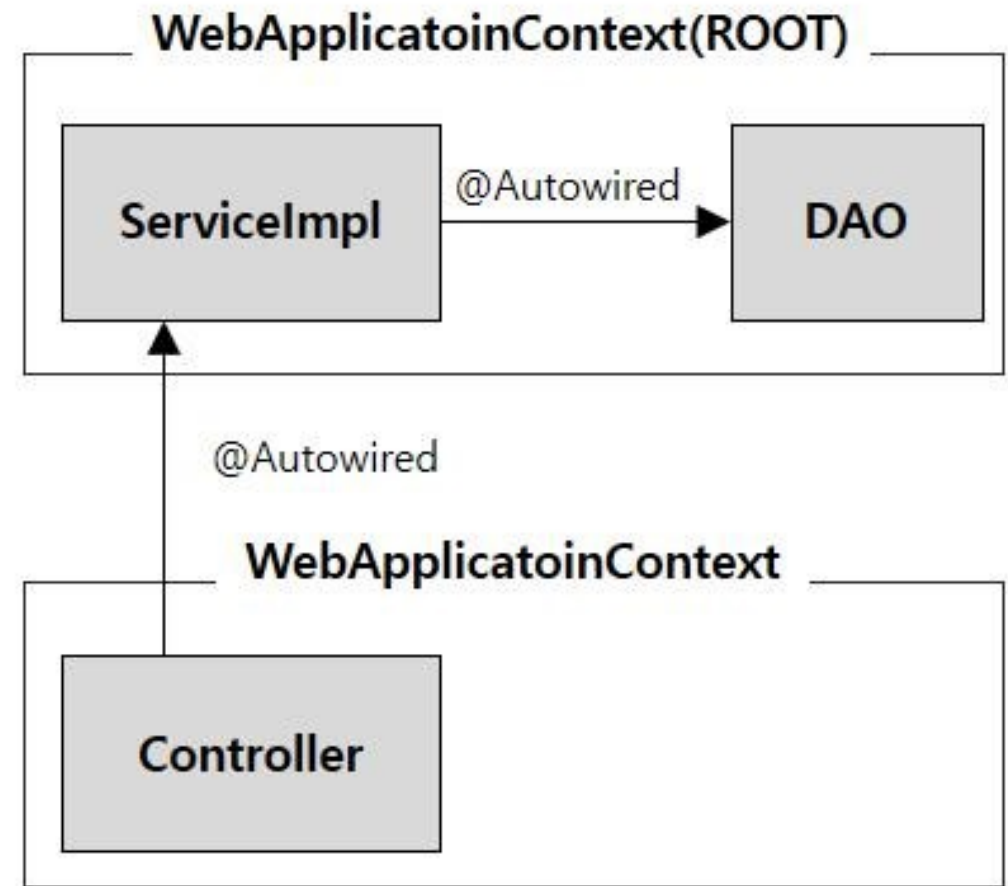 WebApplicatoinContext(ROOT)
ServiceImpl
@Autowired
DAO
@Autowired
WebApplicatoinContext
Controller